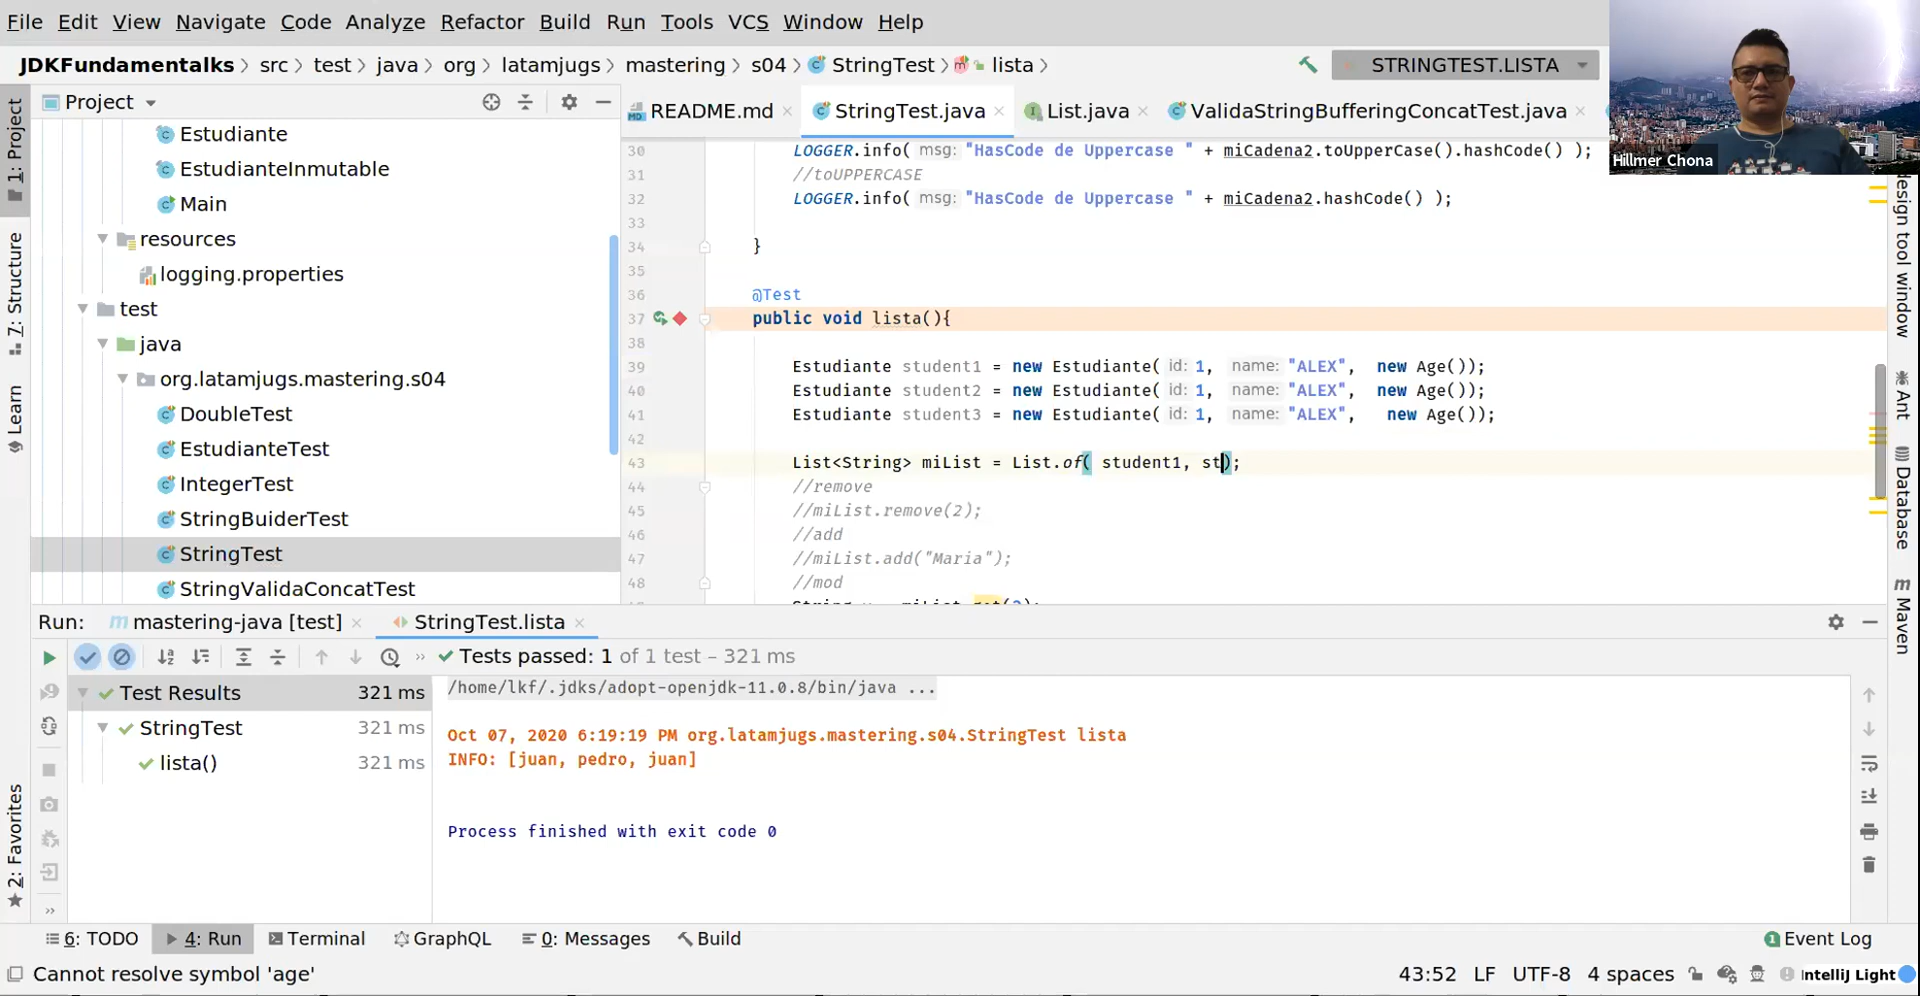 File Edit View Navigate Code Analyze Refactor Build Run Tools VCS Window Help
JDKFundamentalks src test java org latamjugs mastering s04 StringTest lista STRINGTEST.LISTA
Hillmer Chona
1: Project
7: Structure
Learn
2: Favorites
Project
Estudiante
EstudianteInmutable
Main
resources
logging.properties
test
java
org.latamjugs.mastering.s04
DoubleTest
EstudianteTest
IntegerTest
StringBuiderTest
StringTest
StringValidaConcatTest
README.md StringTest.java List.java ValidaStringBufferingConcatTest.java
30 LOGGER.info( msg: "HasCode de Uppercase " + miCadena2.toUpperCase().hashCode() );
31 //toUPPERCASE
32 LOGGER.info( msg: "HasCode de Uppercase " + miCadena2.hashCode() );
33
34 }
35
36 @Test
37 public void lista(){
38
39 Estudiante student1 = new Estudiante( id: 1, name: "ALEX", new Age());
40 Estudiante student2 = new Estudiante( id: 1, name: "ALEX", new Age());
41 Estudiante student3 = new Estudiante( id: 1, name: "ALEX", new Age());
42
43 List<String> miList = List.of( student1, st);
44 //remove
45 //miList.remove(2);
46 //add
47 //miList.add("Maria");
48 //mod
design tool window
Ant
Database
Maven
Run: mastering-java [test] StringTest.lista
Tests passed: 1 of 1 test – 321 ms
Test Results 321 ms
StringTest 321 ms
lista() 321 ms
/home/lkf/.jdks/adopt-openjdk-11.0.8/bin/java ...
Oct 07, 2020 6:19:19 PM org.latamjugs.mastering.s04.StringTest lista
INFO: [juan, pedro, juan]
Process finished with exit code 0
6: TODO 4: Run Terminal GraphQL 0: Messages Build Event Log
Cannot resolve symbol 'age' 43:52 LF UTF-8 4 spaces IntelliJ Light